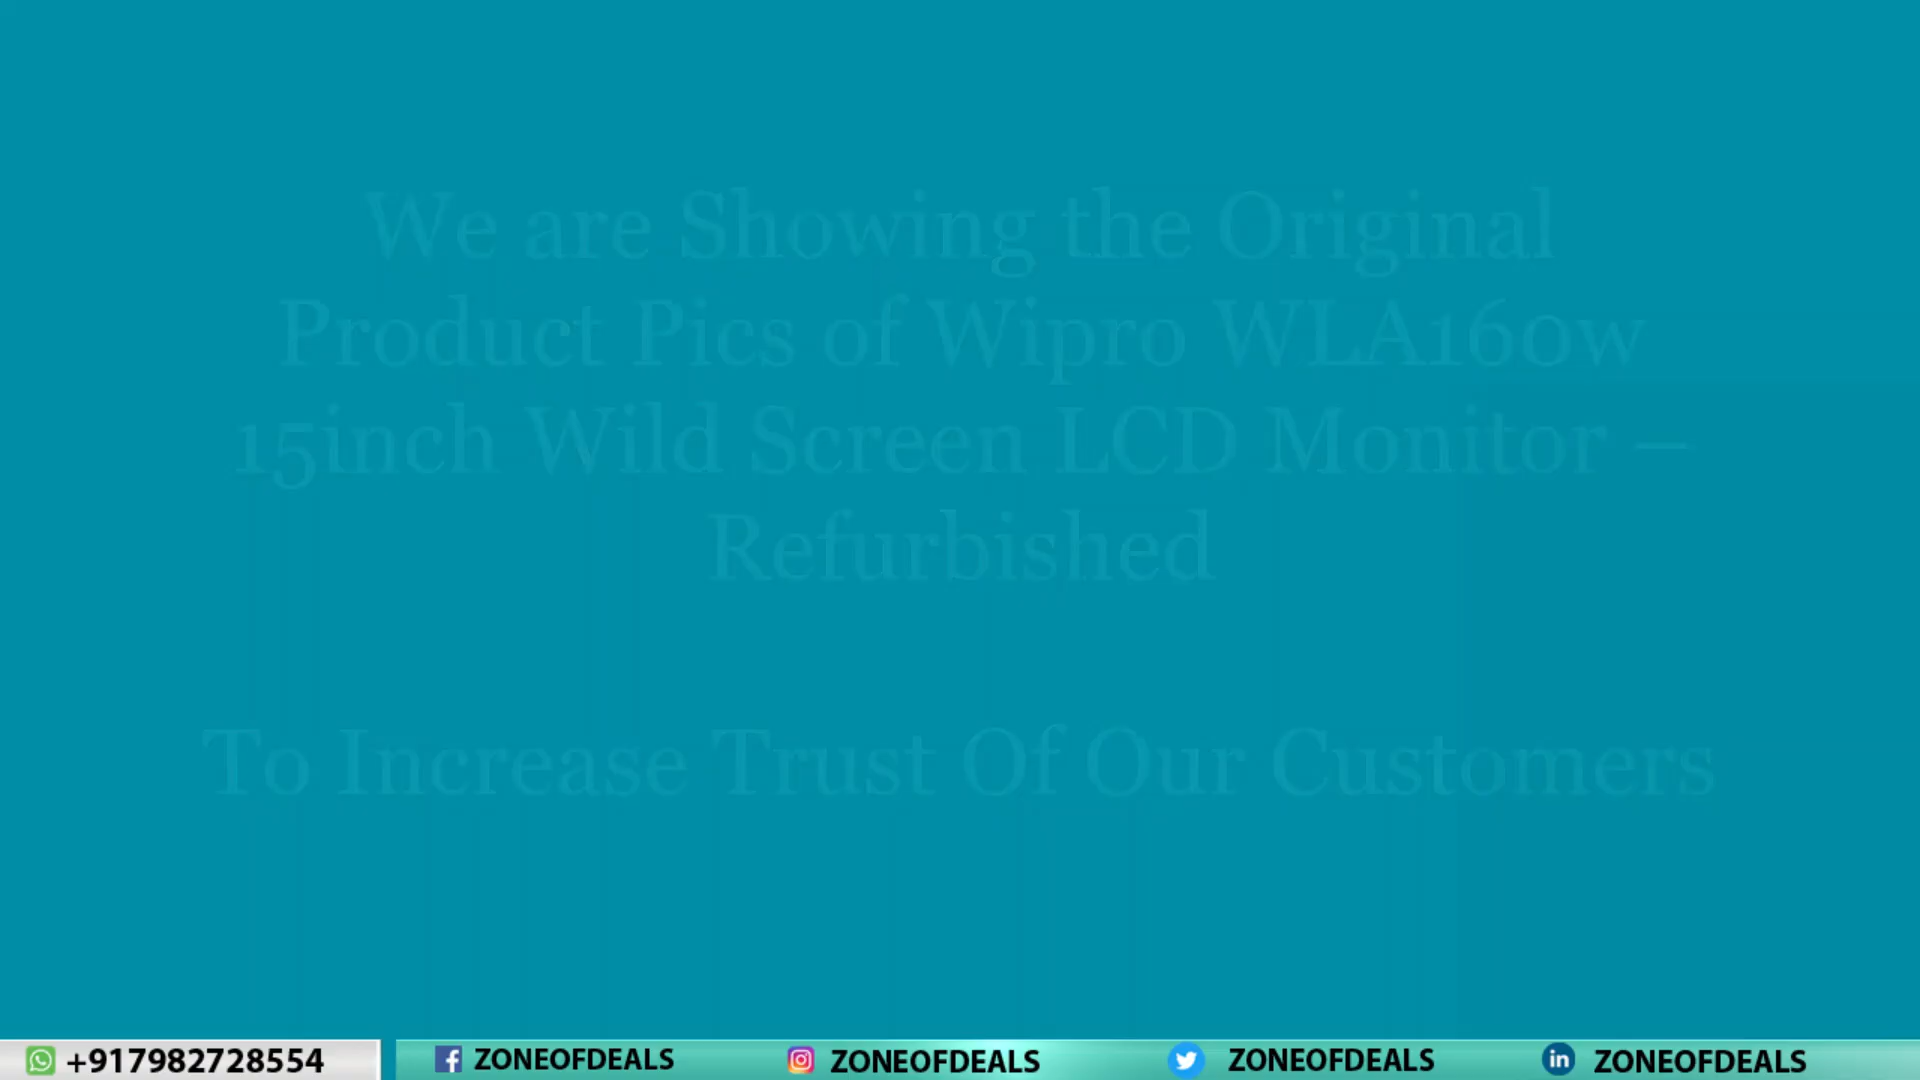 We are Showing the Original
Product Pics of Wipro WLA160w
15inch Wild Screen LCD Monitor –
Refurbished
To Increase Trust Of Our Customers
+917982728554 ZONEOFDEALS ZONEOFDEALS ZONEOFDEALS ZONEOFDEALS